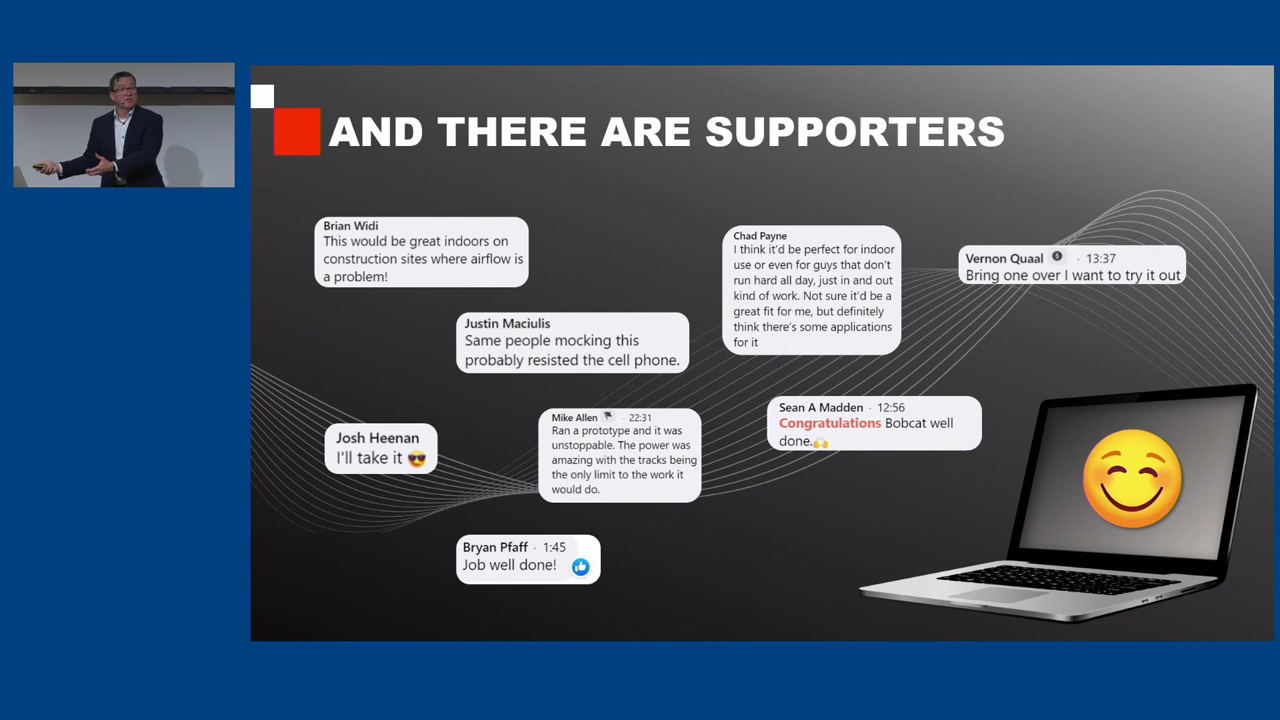 AND THERE ARE SUPPORTERS
Brian Widi
This would be great indoors on
construction sites where airflow is
a problem!
Justin Maciulis
Same people mocking this
probably resisted the cell phone.
Chad Payne
I think it'd be perfect for indoor
use or even for guys that don't
run hard all day, just in and out
kind of work. Not sure it'd be a
great fit for me, but definitely
think there's some applications
for it
Vernon Quaal · 13:37
Bring one over I want to try it out
Josh Heenan
I'll take it 😎
Mike Allen · 22:31
Ran a prototype and it was
unstoppable. The power was
amazing with the tracks being
the only limit to the work it
would do.
Sean A Madden · 12:56
Congratulations Bobcat well
done.🙌
Bryan Pfaff · 1:45
Job well done!